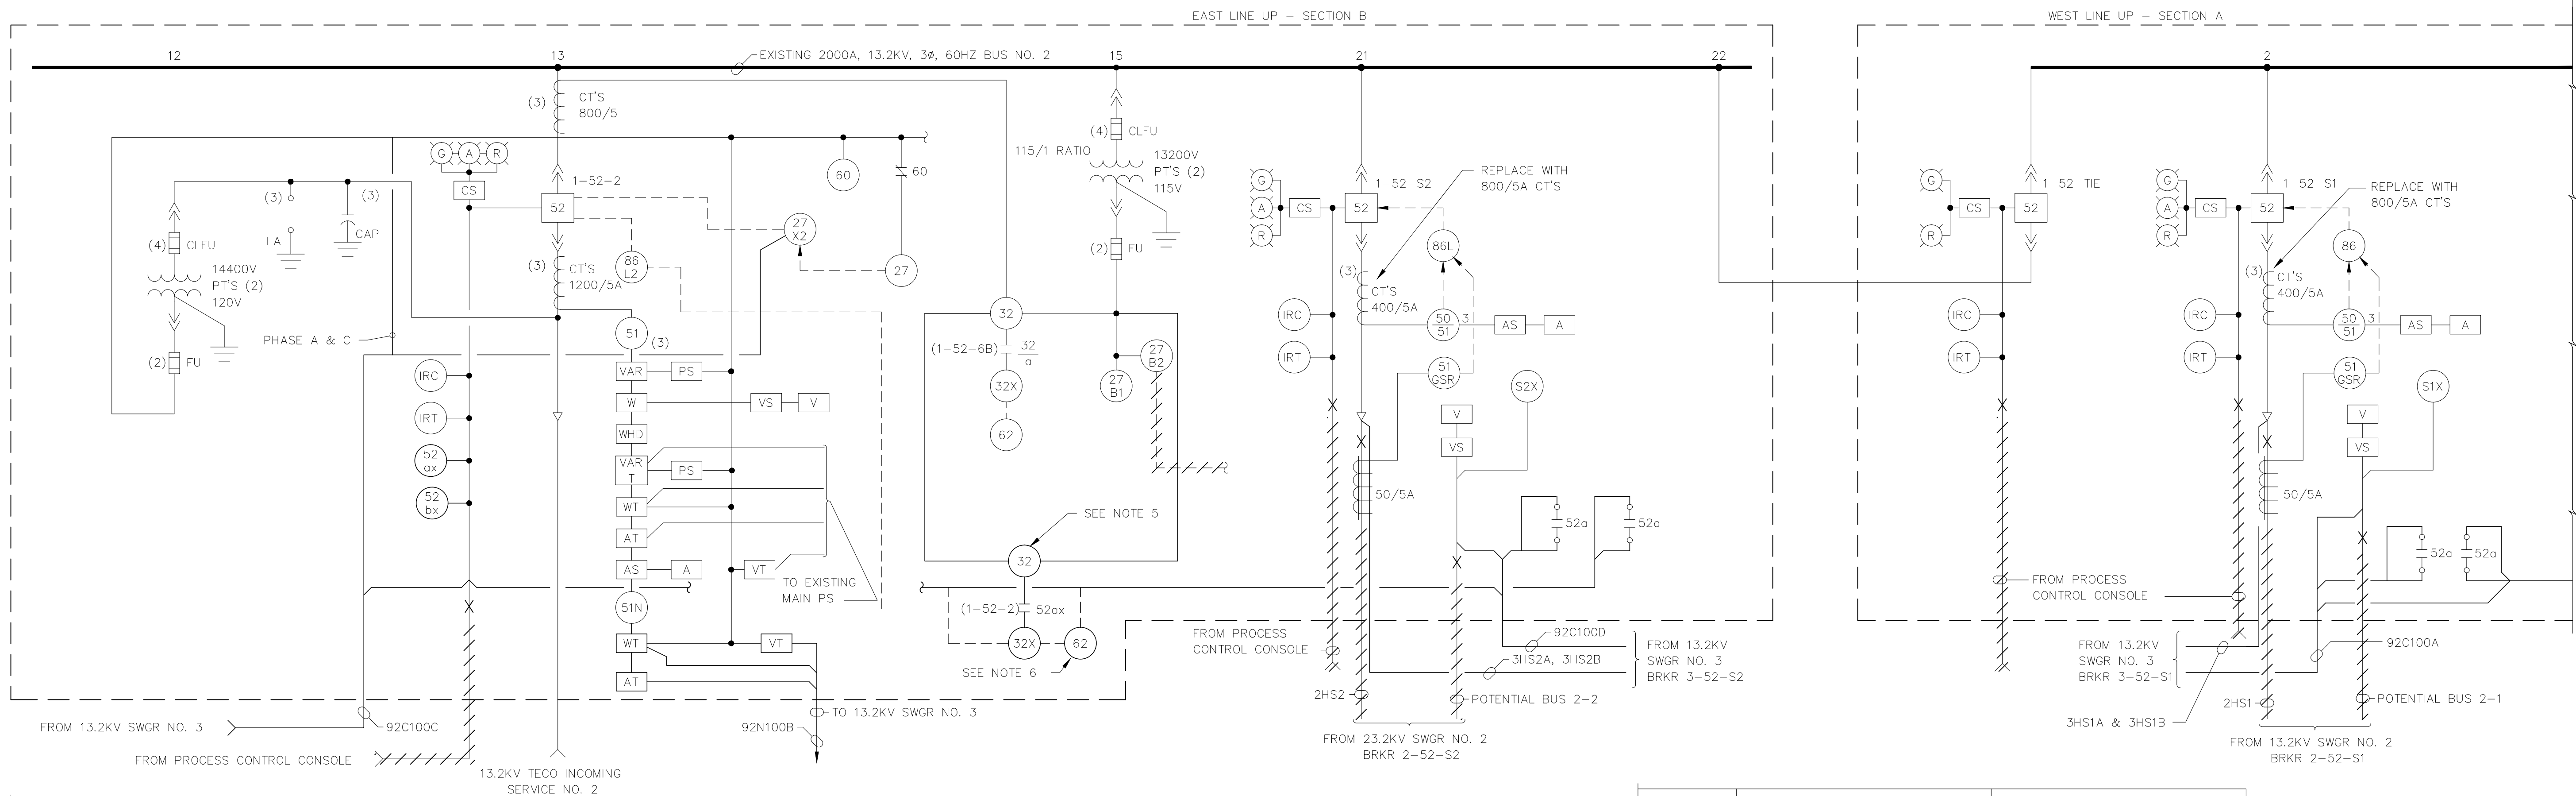 EAST LINE UP - SECTION B
WEST LINE UP - SECTION A
12
13
EXISTING 2000A, 13.2KV, 3ø, 60HZ BUS NO. 2
15
21
22
2
(3)
CT'S
800/5
G
A
R
CS
1-52-2
52
(3)
LA
(3)
CAP
(4)
CLFU
14400V
PT'S (2)
120V
(2)
FU
PHASE A & C
(3)
CT'S
1200/5A
86
L2
51
(3)
60
60
27
X2
27
IRC
IRT
52
ax
52
bx
VAR
PS
W
VS
V
WHD
VAR
T
PS
WT
AT
AS
A
VT
TO EXISTING
MAIN PS
51N
WT
VT
AT
92C100C
FROM 13.2KV SWGR NO. 3
FROM PROCESS CONTROL CONSOLE
13.2KV TECO INCOMING
SERVICE NO. 2
92N100B
TO 13.2KV SWGR NO. 3
(4)
CLFU
115/1 RATIO
13200V
PT'S (2)
115V
(2)
FU
32
(1-52-6B)
32
a
32X
62
27
B2
27
B1
SEE NOTE 5
32
(1-52-2)
52ax
32X
62
SEE NOTE 6
G
A
R
CS
1-52-S2
52
REPLACE WITH
800/5A CT'S
86L
(3)
CT'S
400/5A
50
51
3
AS
A
IRC
IRT
51
GSR
S2X
V
VS
50/5A
52a
52a
FROM PROCESS
CONTROL CONSOLE
92C100D
3HS2A, 3HS2B
FROM 13.2KV
SWGR NO. 3
BRKR 3-52-S2
2HS2
POTENTIAL BUS 2-2
FROM 23.2KV SWGR NO. 2
BRKR 2-52-S2
G
R
CS
1-52-TIE
52
IRC
IRT
FROM PROCESS
CONTROL CONSOLE
G
A
R
CS
1-52-S1
52
REPLACE WITH
800/5A CT'S
86
(3)
CT'S
400/5A
50
51
3
AS
A
IRC
IRT
51
GSR
S1X
V
VS
50/5A
52a
52a
FROM 13.2KV
SWGR NO. 3
BRKR 3-52-S1
92C100A
3HS1A & 3HS1B
2HS1
POTENTIAL BUS 2-1
FROM 13.2KV SWGR NO. 2
BRKR 2-52-S1